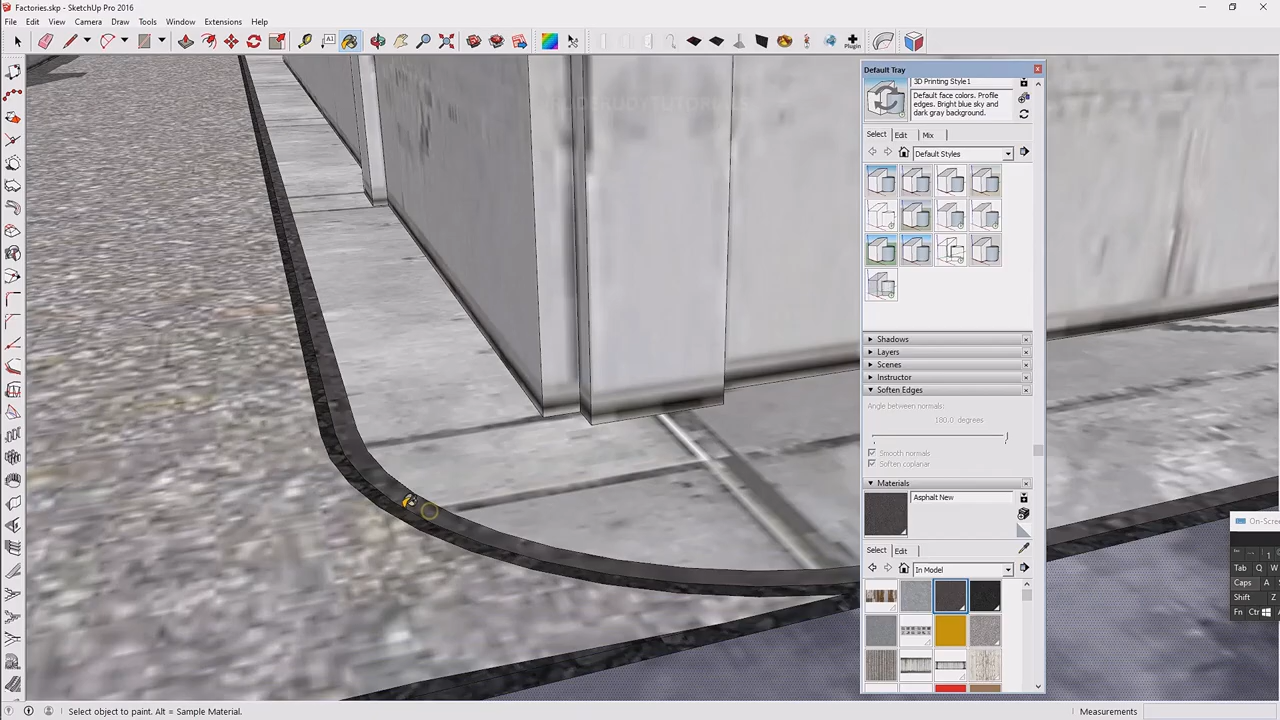 Factories.skp - SketchUp Pro 2016
File Edit View Camera Draw Tools Window Extensions Help
Plugin
Default Tray
3D Printing Style1
Default face colors. Profile
edges. Bright blue sky and
dark gray background.
Select Edit Mix
Default Styles
Shadows
Layers
Scenes
Instructor
Soften Edges
Angle between normals:
180.0 degrees
Smooth normals
Soften coplanar
Materials
Asphalt New
Select Edit
In Model
On-Scree
Tab Q W
Caps A
Shift Z
Fn Ctr
Select object to paint. Alt = Sample Material.
Measurements